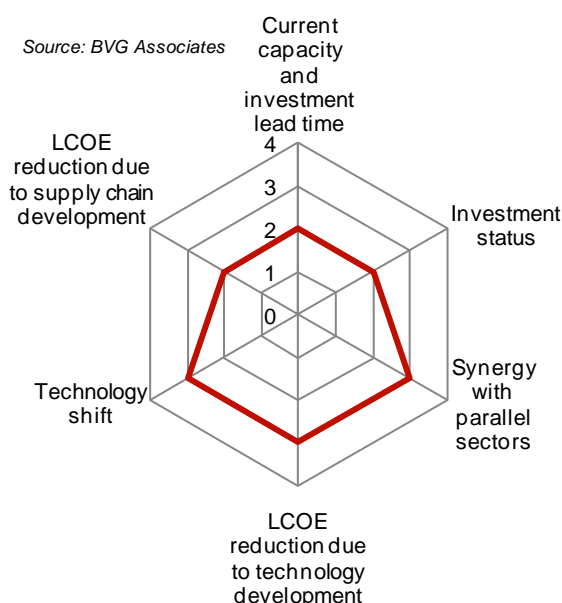 Source: BVG Associates
Current
capacity
and
investment
lead time
LCOE
reduction due
to supply chain
development
Investment
status
4
3
2
1
0
Technology
shift
Synergy
with
parallel
sectors
LCOE
reduction due
to technology
development